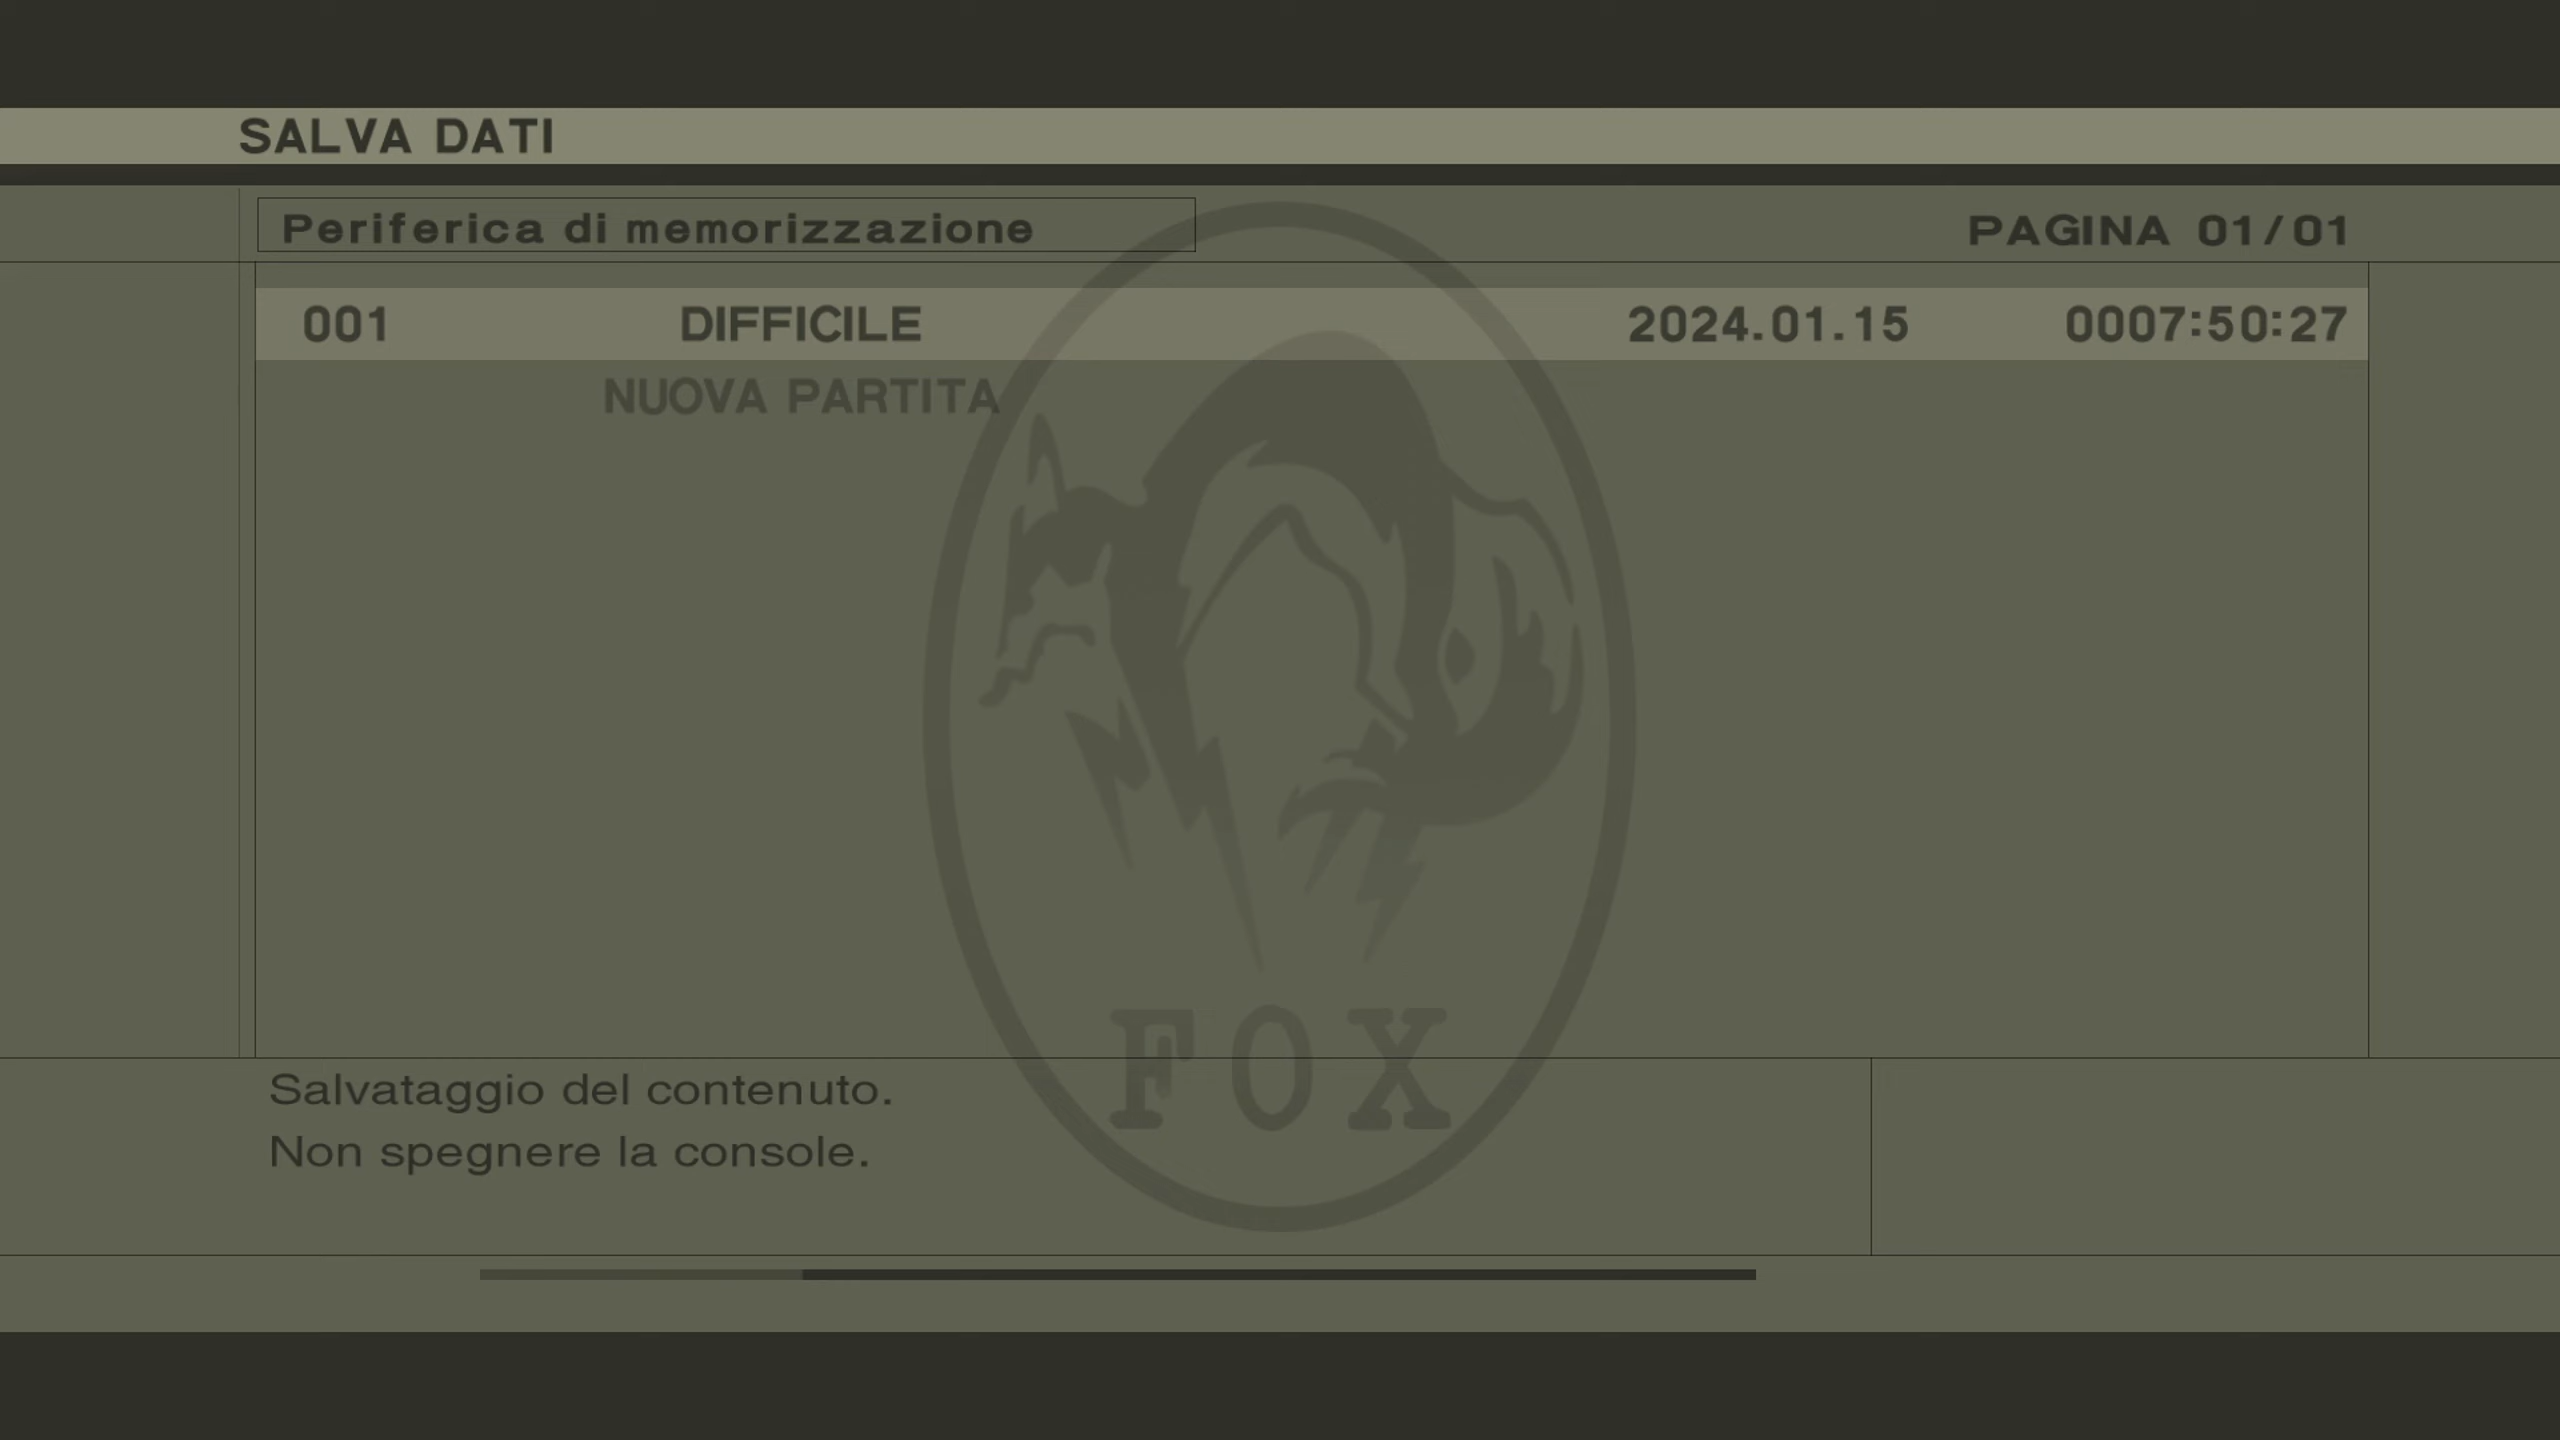 SALVA DATI
Periferica di memorizzazione
PAGINA 01/01
001 DIFFICILE 2024.01.15 0007:50:27
NUOVA PARTITA
FOX
Salvataggio del contenuto.
Non spegnere la console.